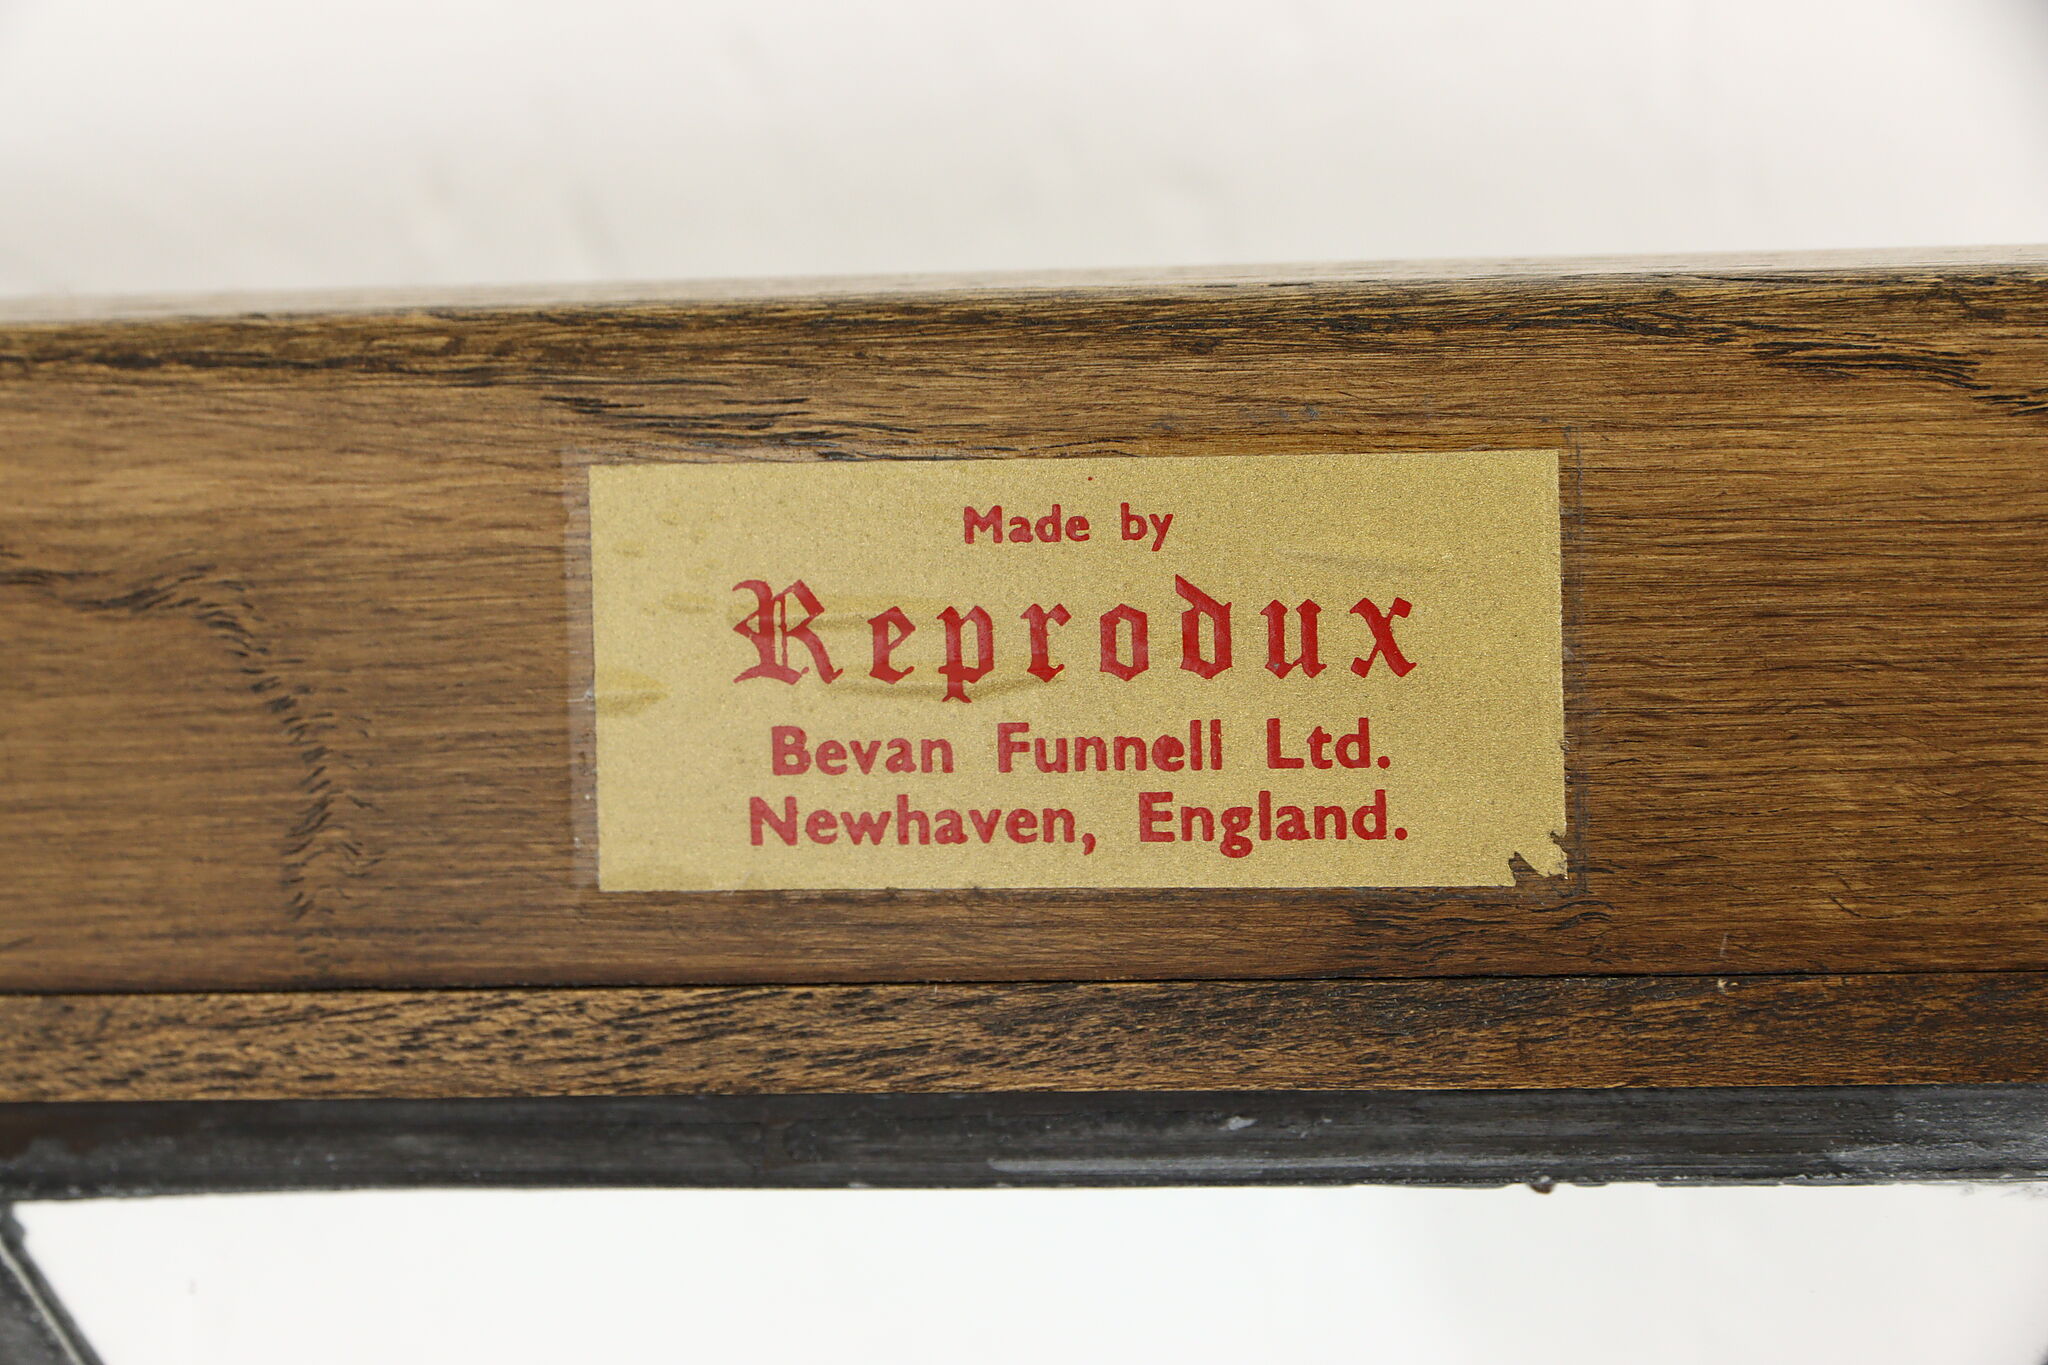 Made by
Reprodux
Bevan Funnell Ltd.
Newhaven, England.